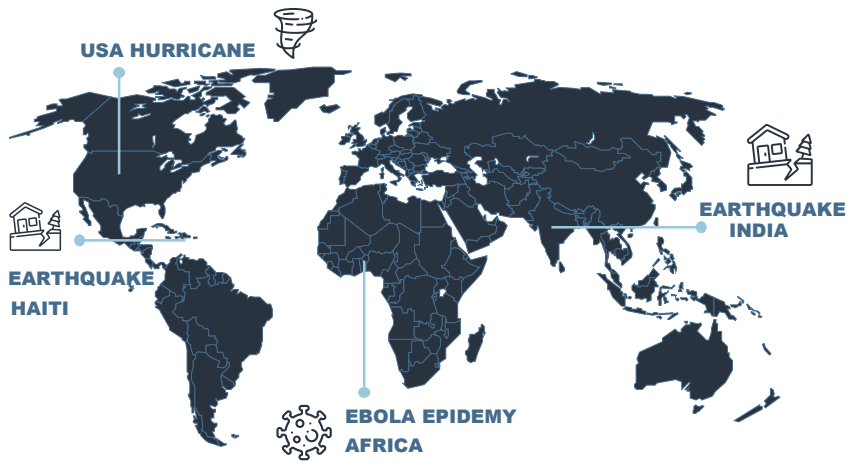 USA HURRICANE
EARTHQUAKE
INDIA
EARTHQUAKE
HAITI
EBOLA EPIDEMY
AFRICA